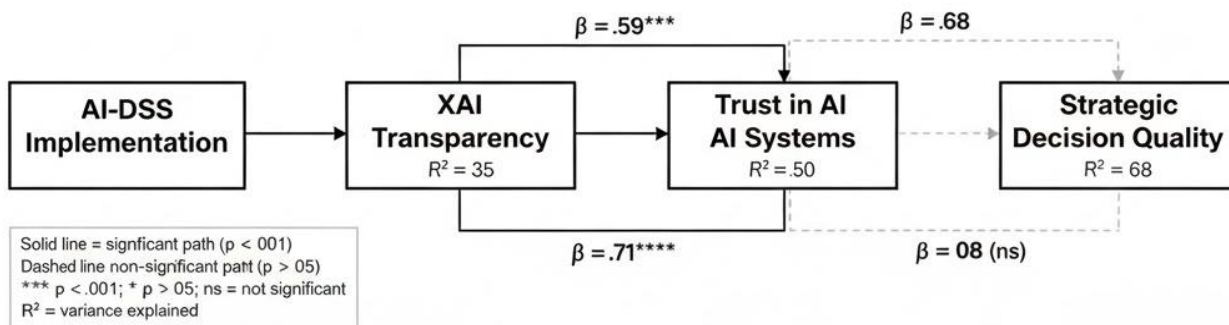 β = .59***
β = .68
AI-DSS
Implementation
XAI
Transparency
R² = 35
Trust in AI
AI Systems
R² = .50
Strategic
Decision Quality
R² = 68
β = .71****
β = 08 (ns)
Solid line = signficant path (p < 001)
Dashed line non-significant patt (p > 05)
*** p < .001; * p > 05; ns = not significant
R² = variance explained